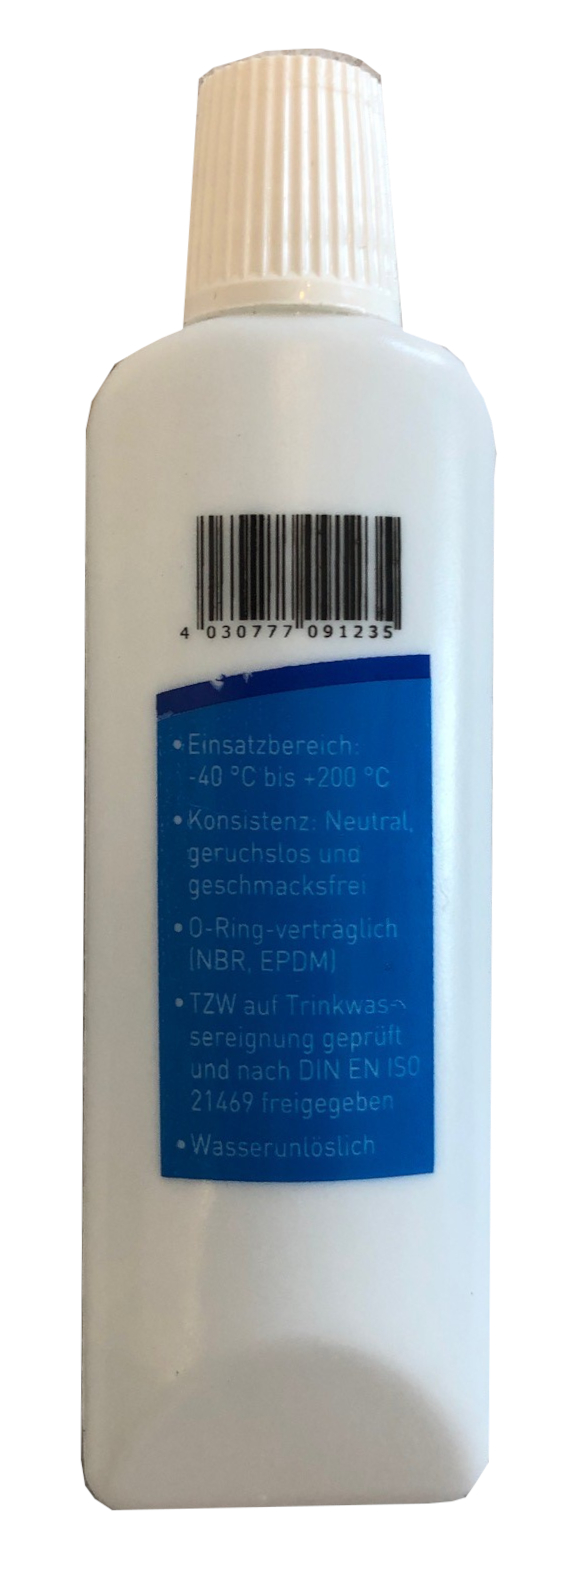 4 030777 091235
• Einsatzbereich:
-40 °C bis +200 °C
• Konsistenz: Neutral,
geruchslos und
geschmacksfrei
• O-Ring-verträglich
(NBR, EPDM)
• TZW auf Trinkwas-
sereignung geprüft
und nach DIN EN ISO
21469 freigegeben
• Wasserunlöslich